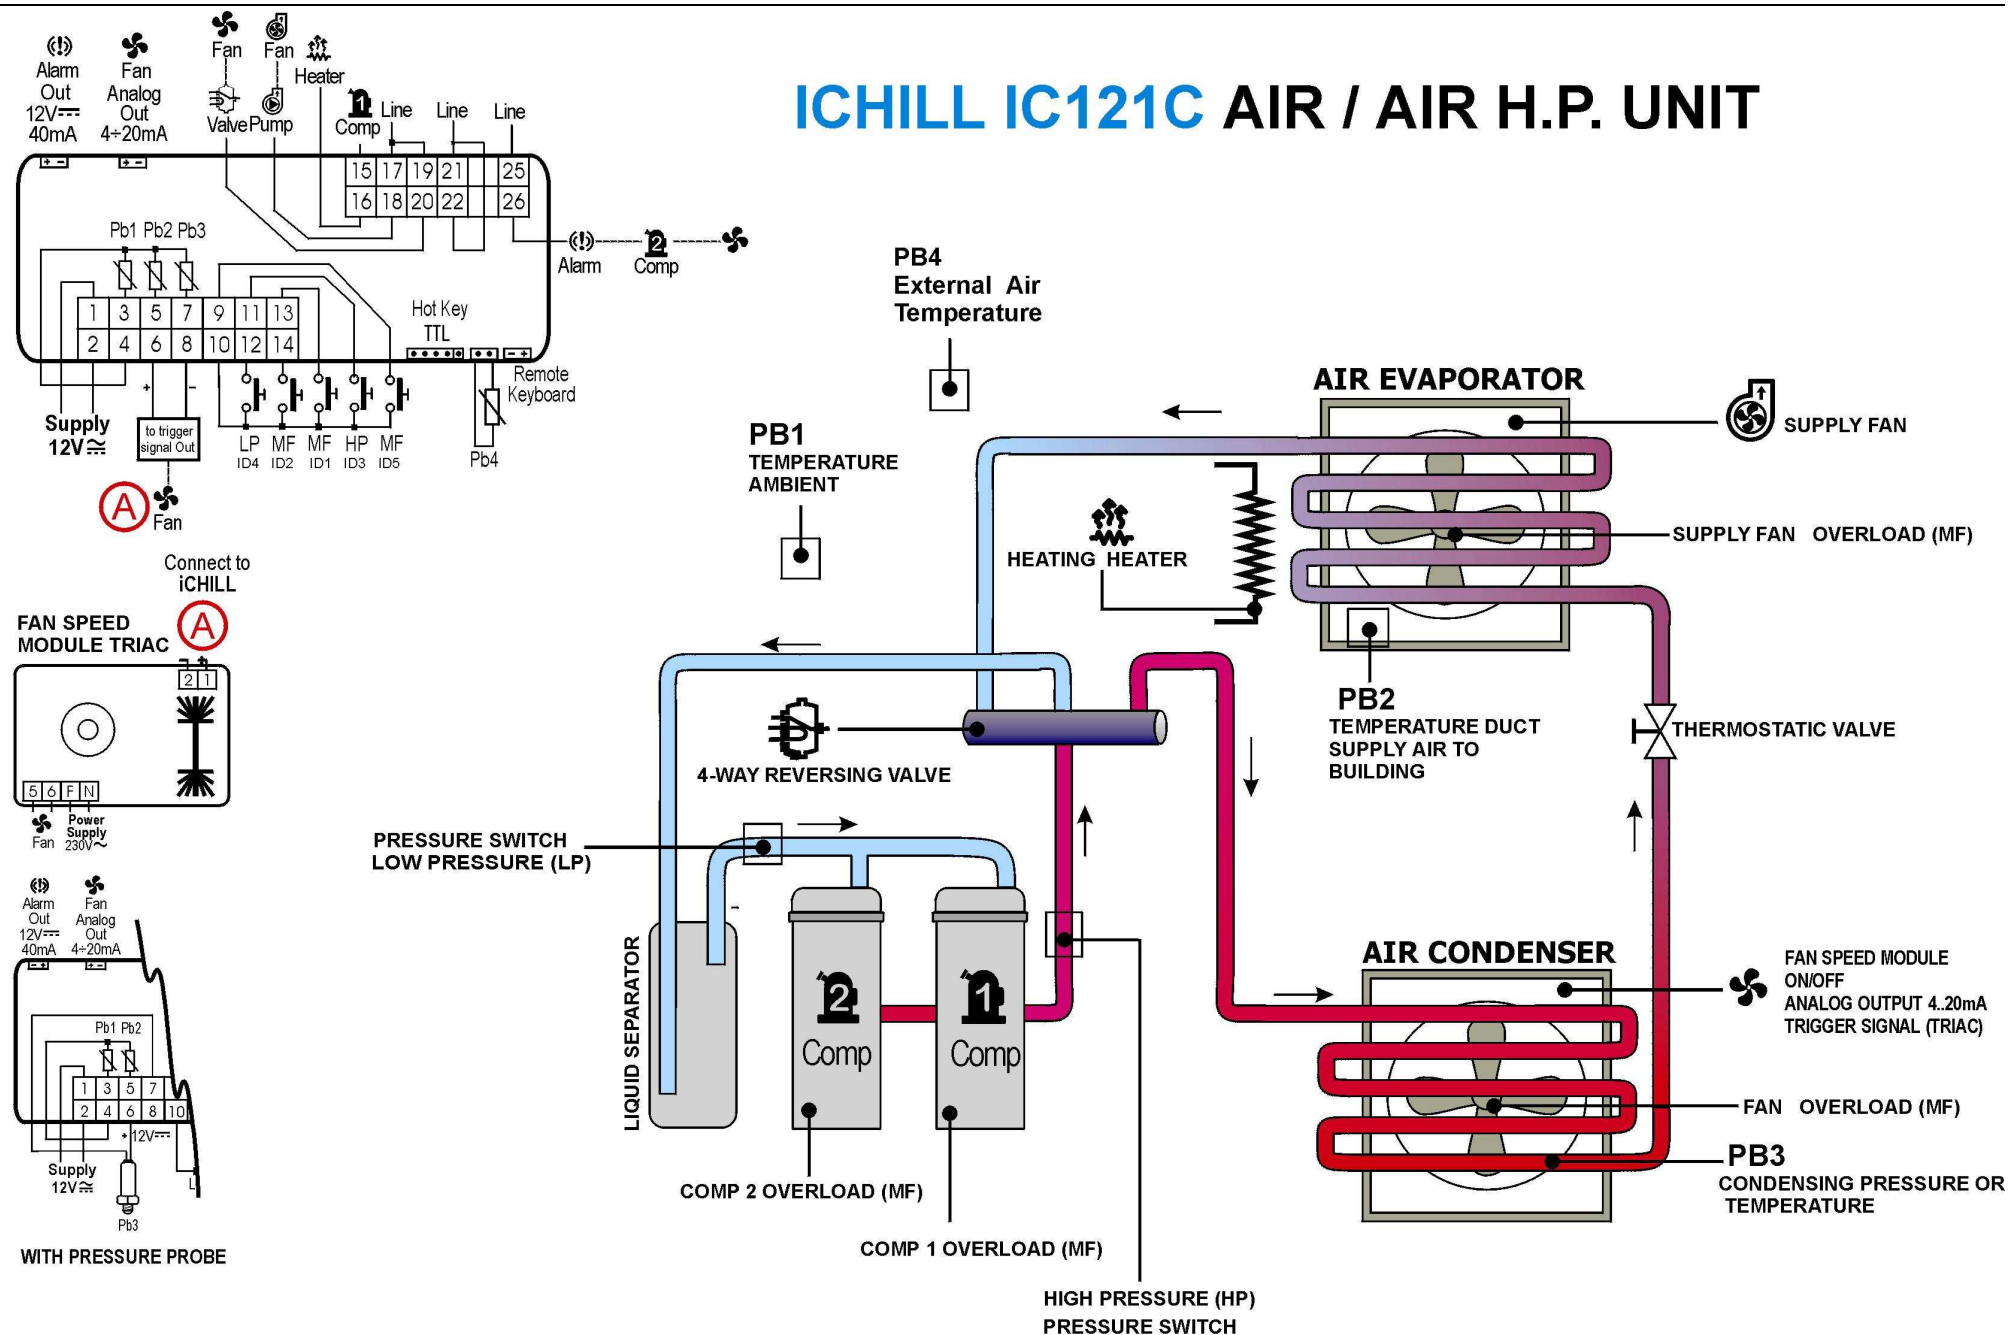 ICHILL IC121C AIR / AIR H.P. UNIT
Alarm
Out
12V
40mA
Fan
Analog
Out
4÷20mA
Fan
Valve
Fan
Pump
Heater
1
Comp
Line
Line
Line
+ -
+ -
15 17 19 21 25
16 18 20 22 26
Alarm
2
Comp
Pb1 Pb2 Pb3
1 3 5 7 9 11 13
2 4 6 8 10 12 14
Hot Key
TTL
- +
Remote
Keyboard
Pb4
Supply
12V
+ -
to trigger
signal Out
LP MF MF HP MF
ID4 ID2 ID1 ID3 ID5
A
Fan
Connect to
iCHILL
A
FAN SPEED
MODULE TRIAC
- +
2 1
5 6 F N
Fan
Power
Supply
230V~
Alarm
Out
12V
40mA
Fan
Analog
Out
4÷20mA
- +
+ -
Pb1 Pb2
1 3 5 7
2 4 6 8 10
+ 12V
Supply
12V
L
Pb3
WITH PRESSURE PROBE
PB4
External Air
Temperature
PB1
TEMPERATURE
AMBIENT
AIR EVAPORATOR
SUPPLY FAN
SUPPLY FAN OVERLOAD (MF)
HEATING HEATER
PB2
TEMPERATURE DUCT
SUPPLY AIR TO
BUILDING
THERMOSTATIC VALVE
4-WAY REVERSING VALVE
PRESSURE SWITCH
LOW PRESSURE (LP)
LIQUID SEPARATOR
2
Comp
1
Comp
COMP 2 OVERLOAD (MF)
COMP 1 OVERLOAD (MF)
HIGH PRESSURE (HP)
PRESSURE SWITCH
AIR CONDENSER
FAN SPEED MODULE
ON/OFF
ANALOG OUTPUT 4..20mA
TRIGGER SIGNAL (TRIAC)
FAN OVERLOAD (MF)
PB3
CONDENSING PRESSURE OR
TEMPERATURE